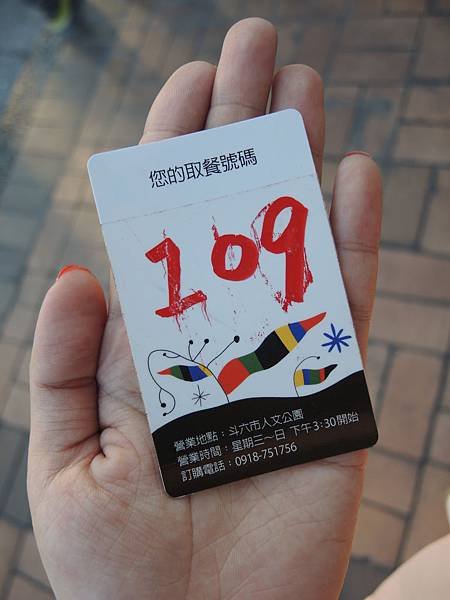 您的取餐號碼
109
營業地點：斗六市人文公園
營業時間：星期三～日 下午3:30開始
訂購電話：0918-751756